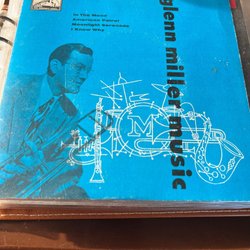 In The Mood
American Patrol
Moonlight Serenade
I Know Why
glenn miller music
M